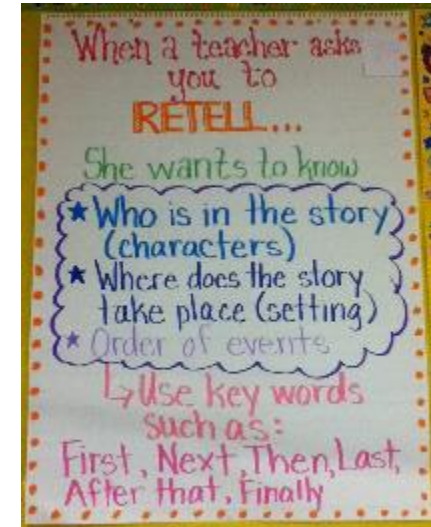 When a teacher asks
you to
RETELL...
She wants to know
★ Who is in the story
(characters)
★ Where does the story
take place (setting)
★ Order of events
↳ Use key words
such as:
First, Next, Then, Last,
After that, Finally